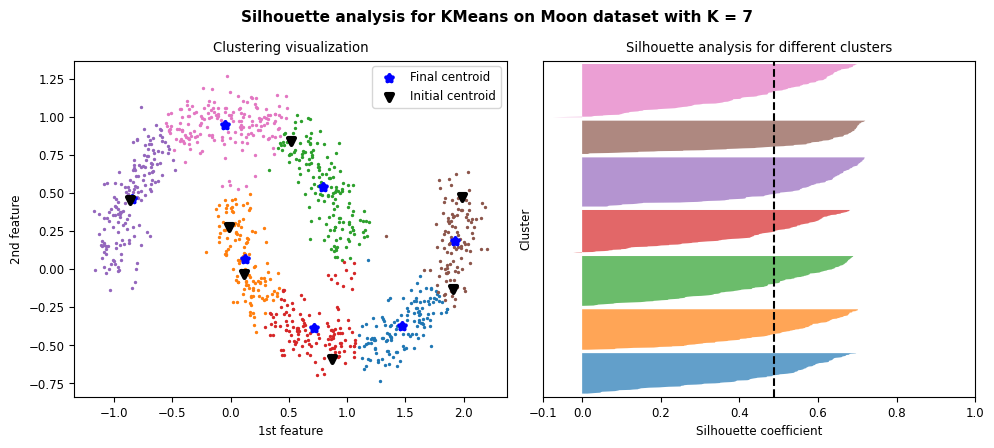 Silhouette analysis for KMeans on Moon dataset with K = 7
Clustering visualization
Final centroid
Initial centroid
1.25
1.00
0.75
0.50
0.25
0.00
−0.25
−0.50
−0.75
2nd feature
−1.0 −0.5 0.0 0.5 1.0 1.5 2.0
1st feature
Silhouette analysis for different clusters
Cluster
−0.1 0.0 0.2 0.4 0.6 0.8 1.0
Silhouette coefficient